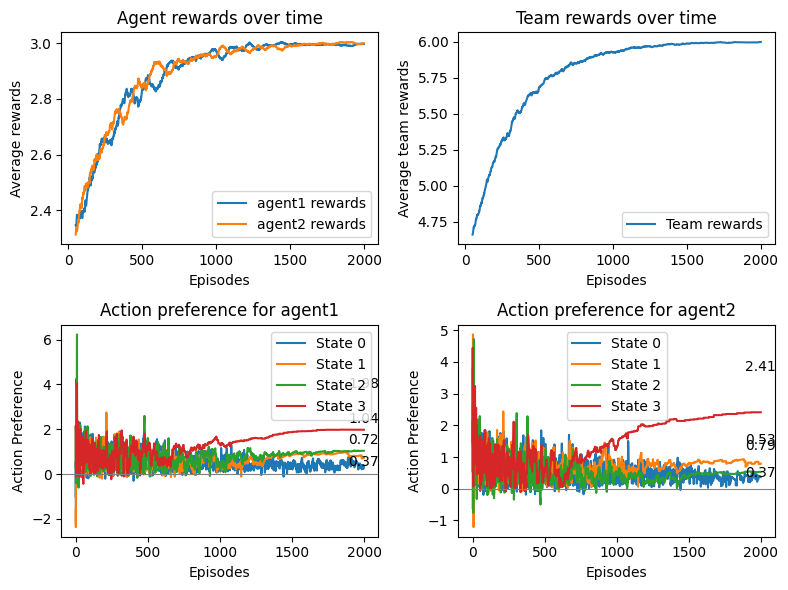 Agent rewards over time
3.0
2.8
2.6
2.4
Average rewards
agent1 rewards
agent2 rewards
0
500
1000
1500
2000
Episodes
Team rewards over time
6.00
5.75
5.50
5.25
5.00
4.75
Average team rewards
Team rewards
0
500
1000
1500
2000
Episodes
Action preference for agent1
6
4
2
0
−2
Action Preference
State 0
State 1
State 2
State 3
1.04
0.72
0.37
0
500
1000
1500
2000
Episodes
Action preference for agent2
5
4
3
2
1
0
−1
Action Preference
State 0
State 1
State 2
State 3
2.41
0.53
0.79
0.37
0
500
1000
1500
2000
Episodes